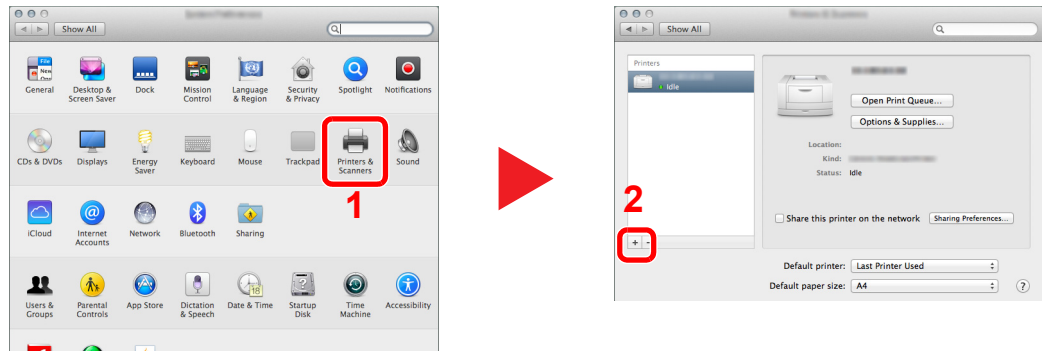 Show All
General
Desktop &
Screen Saver
Dock
Mission
Control
Language
& Region
Security
& Privacy
Spotlight
Notifications
CDs & DVDs
Displays
Energy
Saver
Keyboard
Mouse
Trackpad
Printers &
Scanners
Sound
1
iCloud
Internet
Accounts
Network
Bluetooth
Sharing
Users &
Groups
Parental
Controls
App Store
Dictation
& Speech
Date & Time
Startup
Disk
Time
Machine
Accessibility
Show All
Printers
Idle
Open Print Queue...
Options & Supplies...
Location:
Kind:
Status: Idle
2
Share this printer on the network Sharing Preferences...
+ -
Default printer: Last Printer Used
Default paper size: A4 ?